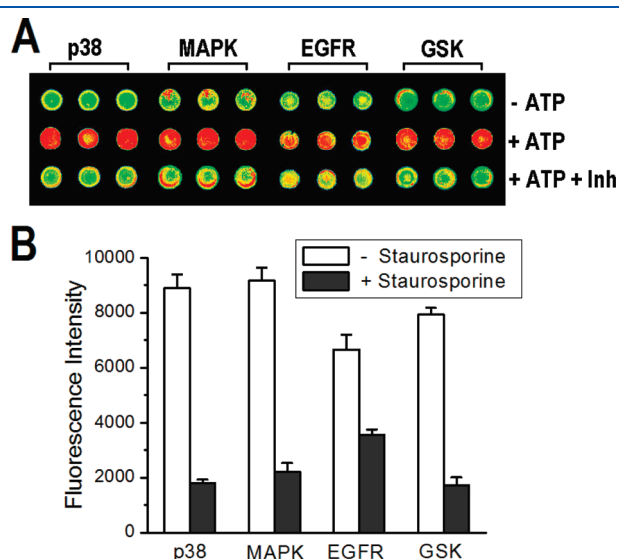 A
p38 MAPK EGFR GSK
- ATP
+ ATP
+ ATP + Inh
B
- Staurosporine
+ Staurosporine
Fluorescence Intensity
10000
8000
6000
4000
2000
0
p38 MAPK EGFR GSK